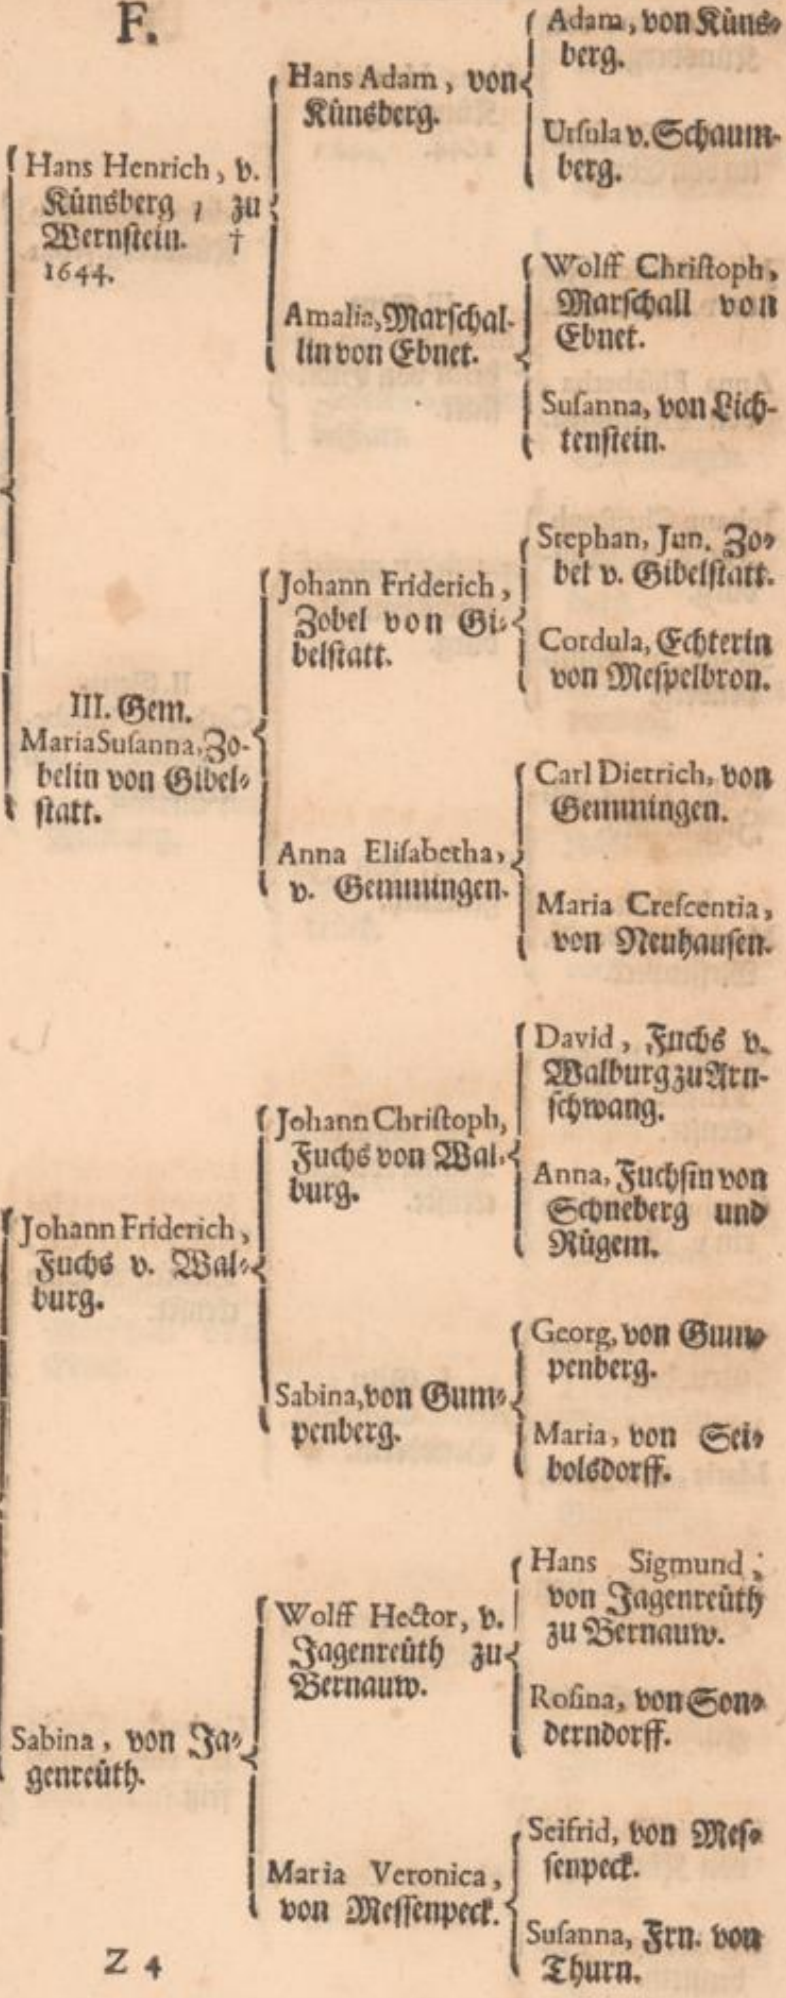 F.
Hans Henrich, v.
Künsberg, zu
Wernstein. †
1644.
III. Gem.
Maria Susanna, Zo-
belin von Gibel-
statt.
Johann Friderich,
Fuchs v. Wal-
burg.
Sabina, von Ja-
genreüth.
Hans Adam, von
Künsberg.
Amalia, Marschal-
lin von Ebnet.
Johann Friderich,
Zobel von Gi-
belstatt.
Anna Elisabetha,
v. Gemmingen.
Johann Christoph,
Fuchs von Wal-
burg.
Sabina, von Gum-
penberg.
Wolff Hector, v.
Jagenreüth zu
Bernauw.
Maria Veronica,
von Messenpeck.
Adam, von Küns-
berg.
Ursula v. Schaum-
berg.
Wolff Christoph,
Marschall von
Ebnet.
Susanna, von Lich-
tenstein.
Stephan, Jun. Zo-
bel v. Gibelstatt.
Cordula, Echterin
von Mespelbron.
Carl Dietrich, von
Gemmingen.
Maria Crescentia,
von Neuhausen.
David, Fuchs v.
Walburg zu Arn-
schwang.
Anna, Fuchsin von
Schneberg und
Rügem.
Georg, von Gum-
penberg.
Maria, von Sei-
bolsdorff.
Hans Sigmund,
von Jagenreüth
zu Bernauw.
Rosina, von Son-
derndorff.
Seifrid, von Mes-
senpeck.
Susanna, Frn. von
Thurn.
Z 4